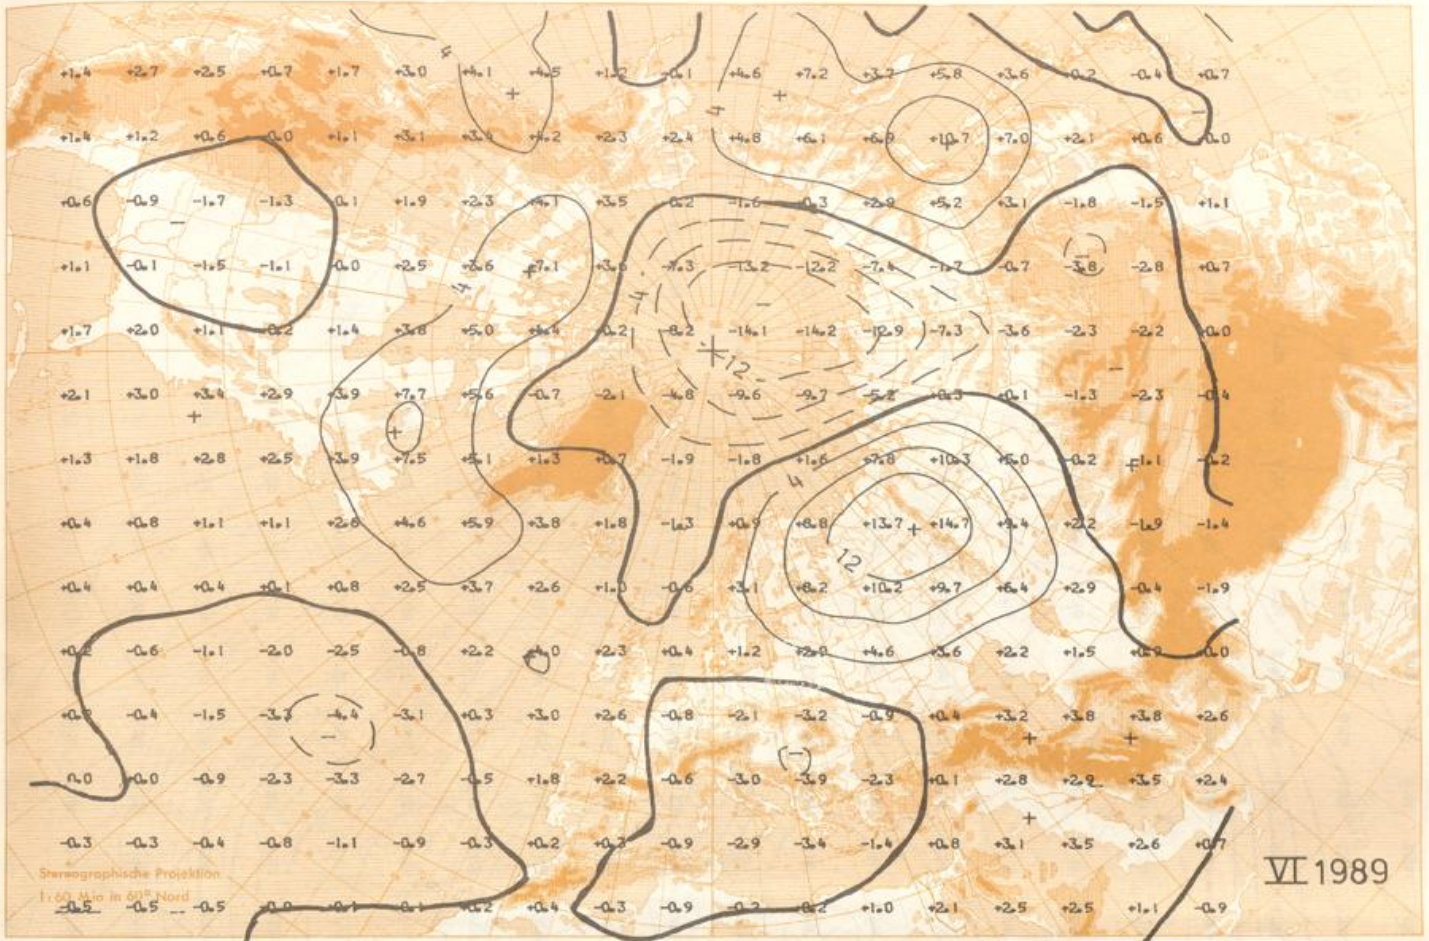 4
+1.4 +2.7 +2.5 +0.7 +1.7 +3.0 +4.1 +4.5 +1.2 -0.1 +4.6 +7.2 +3.7 +5.8 +3.6 -0.2 -0.4 +0.7
4
+1.4 +1.2 +0.6 -0.0 +1.1 +3.1 +4.2 +2.3 +2.4 +4.8 +6.1 +6.9 +10.7 +7.0 +2.1 +0.6 -0.0
+0.6 -0.9 -1.7 -1.3 0.1 +1.9 +2.3 +4.1 +3.5 0.2 -1.6 -0.3 +2.9 +5.2 +3.1 -1.8 -1.5 +1.1
+1.1 -0.1 -1.5 -1.1 -0.0 +2.5 +3.6 +7.1 +3.6 -7.3 -13.2 -12.2 -7.4 -1.7 -0.7 -3.8 -2.8 +0.7
4 -4
+1.7 +2.0 +1.1 -0.2 +1.4 +3.8 +5.0 +4.4 -0.2 -8.2 -14.1 -14.2 -12.9 -7.3 -3.6 -2.3 -2.2 -0.0
-12
+2.1 +3.0 +3.4 +2.9 +3.9 +7.7 +5.6 -0.7 -2.1 -4.8 -9.6 -9.7 -5.2 +0.3 +0.1 -1.3 -2.3 -0.4
+1.3 +1.8 +2.8 +2.5 +3.9 +7.5 +5.1 +1.3 +0.7 -1.9 -1.8 +1.6 +7.8 +10.3 +5.0 -0.2 +1.1 -0.2
4
+0.4 +0.8 +1.1 +1.1 +2.8 +4.6 +5.9 +3.8 +1.8 -1.3 +0.9 +8.8 +13.7 +14.7 +9.4 +2.2 -1.9 -1.4
12
+0.4 +0.4 +0.4 +0.1 +0.8 +2.5 +3.7 +2.6 -0.6 +3.1 +8.2 +10.2 +9.7 +6.4 +2.9 -0.4 -1.9
+0.2 -0.6 -1.1 -2.0 -2.5 -0.8 +2.2 +4.0 +2.3 +0.4 +1.2 +2.9 +4.6 +3.6 +2.2 +1.5 +0.9 +0.0
-0.4 -1.5 -3.3 -4.4 -3.1 +0.3 +3.0 +2.6 -0.8 -2.1 -3.2 -0.9 +0.4 +3.2 +3.8 +3.8 +2.6
0.0 -0.0 -0.9 -2.3 -3.3 -2.7 -0.5 +1.8 +2.2 -0.6 -3.0 -3.9 -2.3 +0.1 +2.8 +2.9 +3.5 +2.4
-0.3 -0.3 -0.4 -0.8 -1.1 -0.9 -0.3 +0.2 +0.3 -0.9 -2.9 -3.4 -1.4 +0.8 +3.1 +3.5 +2.6 +0.7
Stereographische Projektion
1:60 Mio in 60° Nord
VI 1989
-0.5 -0.5 -0.5 -0.1 +0.2 +0.4 -0.3 -0.9 -0.2 +1.0 +2.1 +2.5 +2.5 +1.1 -0.9